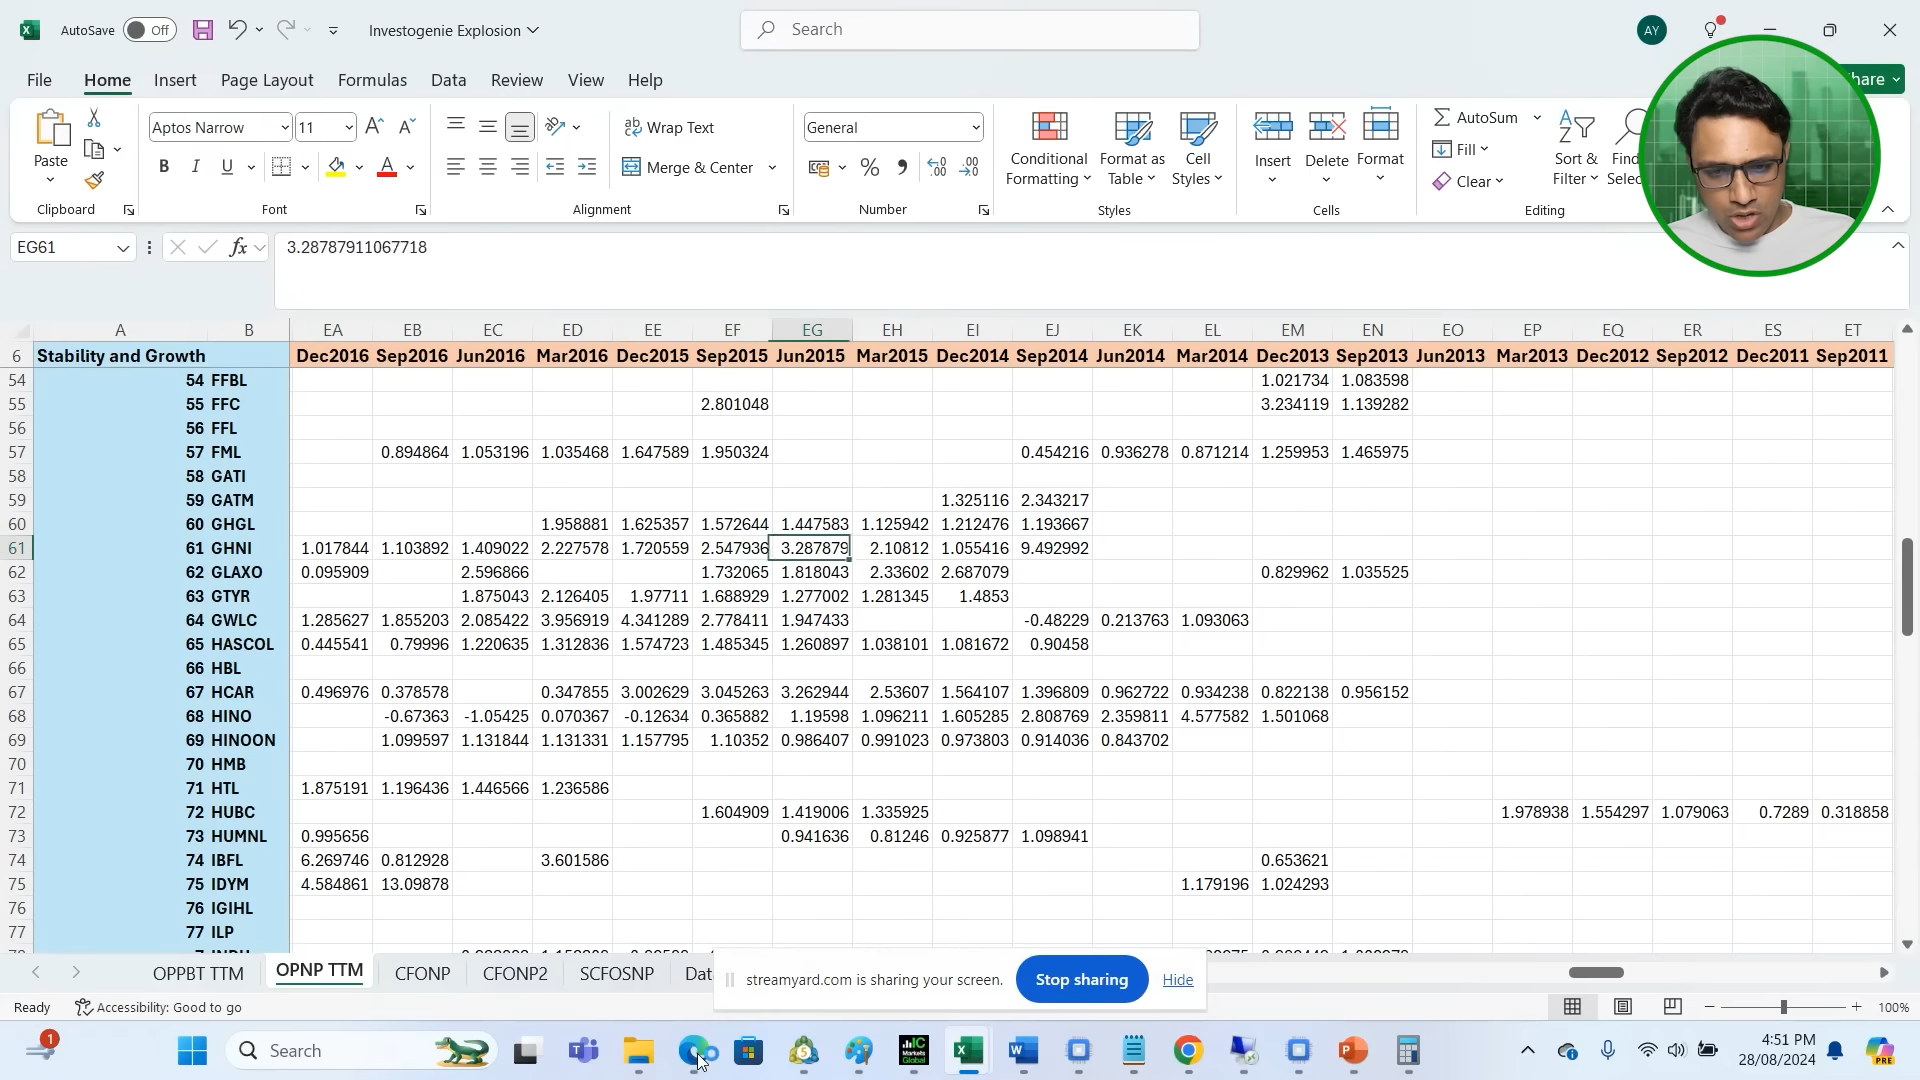 AutoSave Off Investogenie Explosion Search AY
File Home Insert Page Layout Formulas Data Review View Help hare
Paste Aptos Narrow 11 Wrap Text Merge & Center General Conditional Formatting Format as Table Cell Styles Insert Delete Format AutoSum Fill Clear Sort & Filter Find Selec
Clipboard Font Alignment Number Styles Cells Editing
EG61 fx 3.28787911067718
A B EA EB EC ED EE EF EG EH EI EJ EK EL EM EN EO EP EQ ER ES ET
6 Stability and Growth Dec2016 Sep2016 Jun2016 Mar2016 Dec2015 Sep2015 Jun2015 Mar2015 Dec2014 Sep2014 Jun2014 Mar2014 Dec2013 Sep2013 Jun2013 Mar2013 Dec2012 Sep2012 Dec2011 Sep2011
54 54 FFBL 1.021734 1.083598
55 55 FFC 2.801048 3.234119 1.139282
56 56 FFL
57 57 FML 0.894864 1.053196 1.035468 1.647589 1.950324 0.454216 0.936278 0.871214 1.259953 1.465975
58 58 GATI
59 59 GATM 1.325116 2.343217
60 60 GHGL 1.958881 1.625357 1.572644 1.447583 1.125942 1.212476 1.193667
61 61 GHNI 1.017844 1.103892 1.409022 2.227578 1.720559 2.547936 3.287879 2.10812 1.055416 9.492992
62 62 GLAXO 0.095909 2.596866 1.732065 1.818043 2.33602 2.687079 0.829962 1.035525
63 63 GTYR 1.875043 2.126405 1.97711 1.688929 1.277002 1.281345 1.4853
64 64 GWLC 1.285627 1.855203 2.085422 3.956919 4.341289 2.778411 1.947433 -0.48229 0.213763 1.093063
65 65 HASCOL 0.445541 0.79996 1.220635 1.312836 1.574723 1.485345 1.260897 1.038101 1.081672 0.90458
66 66 HBL
67 67 HCAR 0.496976 0.378578 0.347855 3.002629 3.045263 3.262944 2.53607 1.564107 1.396809 0.962722 0.934238 0.822138 0.956152
68 68 HINO -0.67363 -1.05425 0.070367 -0.12634 0.365882 1.19598 1.096211 1.605285 2.808769 2.359811 4.577582 1.501068
69 69 HINOON 1.099597 1.131844 1.131331 1.157795 1.10352 0.986407 0.991023 0.973803 0.914036 0.843702
70 70 HMB
71 71 HTL 1.875191 1.196436 1.446566 1.236586
72 72 HUBC 1.604909 1.419006 1.335925 1.978938 1.554297 1.079063 0.7289 0.318858
73 73 HUMNL 0.995656 0.941636 0.81246 0.925877 1.098941
74 74 IBFL 6.269746 0.812928 3.601586 0.653621
75 75 IDYM 4.584861 13.09878 1.179196 1.024293
76 76 IGIHL
77 77 ILP
OPPBT TTM OPNP TTM CFONP CFONP2 SCFOSNP Dat
streamyard.com is sharing your screen. Stop sharing Hide
Ready Accessibility: Good to go 100%
1 Search IC Markets Global 4:51 PM
28/08/2024 PRE